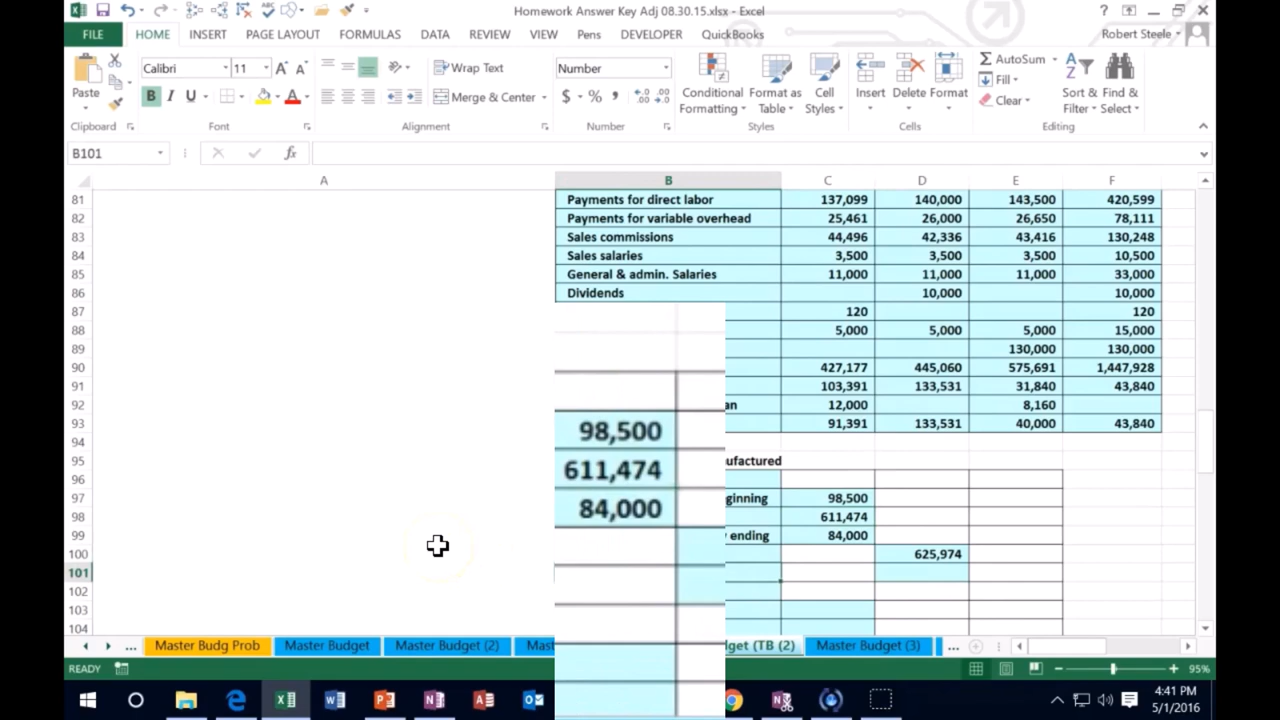 Homework Answer Key Adj 08.30.15.xlsx - Excel
FILE HOME INSERT PAGE LAYOUT FORMULAS DATA REVIEW VIEW Pens DEVELOPER QuickBooks Robert Steele
Calibri 11 Wrap Text Number AutoSum
Fill
Paste B I U Merge & Center $ % , Conditional Formatting Format as Table Cell Styles Insert Delete Format Clear Sort & Filter Find & Select
Clipboard Font Alignment Number Styles Cells Editing
B101 fx
A B C D E F
81 Payments for direct labor 137,099 140,000 143,500 420,599
82 Payments for variable overhead 25,461 26,000 26,650 78,111
83 Sales commissions 44,496 42,336 43,416 130,248
84 Sales salaries 3,500 3,500 3,500 10,500
85 General & admin. Salaries 11,000 11,000 11,000 33,000
86 Dividends 10,000 10,000
87 120 120
88 5,000 5,000 5,000 15,000
89 130,000 130,000
90 427,177 445,060 575,691 1,447,928
91 103,391 133,531 31,840 43,840
92 an 12,000 8,160
93 91,391 133,531 40,000 43,840
94
95 ufactured
96
97 ginning 98,500
98 611,474
99 ending 84,000
100 625,974
101
102
103
104
98,500
611,474
84,000
... Master Budg Prob Master Budget Master Budget (2) Mast dget (TB (2) Master Budget (3) ...
READY 95%
4:41 PM
5/1/2016